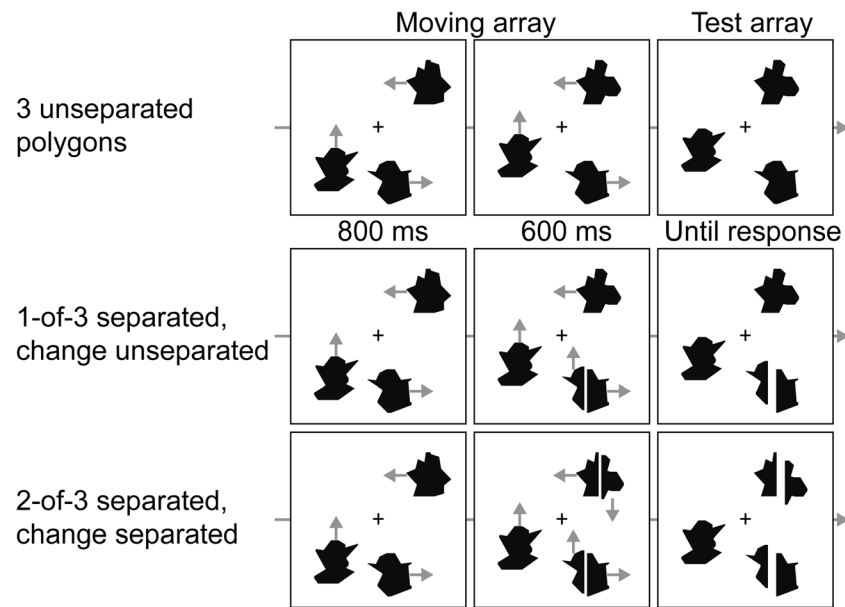 Moving array
Test array
3 unseparated
polygons
800 ms
600 ms
Until response
1-of-3 separated,
change unseparated
2-of-3 separated,
change separated